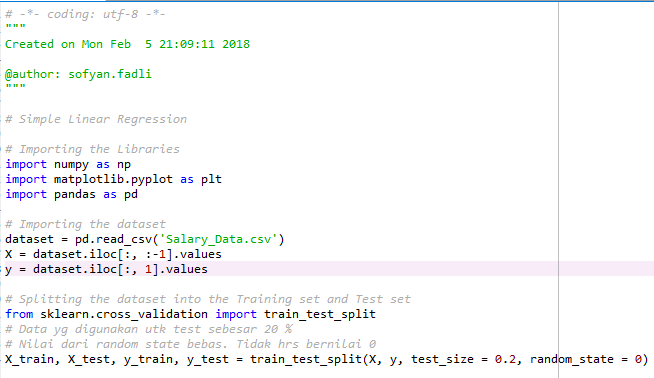 # -*- coding: utf-8 -*-
"""
Created on Mon Feb  5 21:09:11 2018

@author: sofyan.fadli
"""

# Simple Linear Regression

# Importing the Libraries
import numpy as np
import matplotlib.pyplot as plt
import pandas as pd

# Importing the dataset
dataset = pd.read_csv('Salary_Data.csv')
X = dataset.iloc[:, :-1].values
y = dataset.iloc[:, 1].values

# Splitting the dataset into the Training set and Test set
from sklearn.cross_validation import train_test_split
# Data yg digunakan utk test sebesar 20 %
# Nilai dari random state bebas. Tidak hrs bernilai 0
X_train, X_test, y_train, y_test = train_test_split(X, y, test_size = 0.2, random_state = 0)